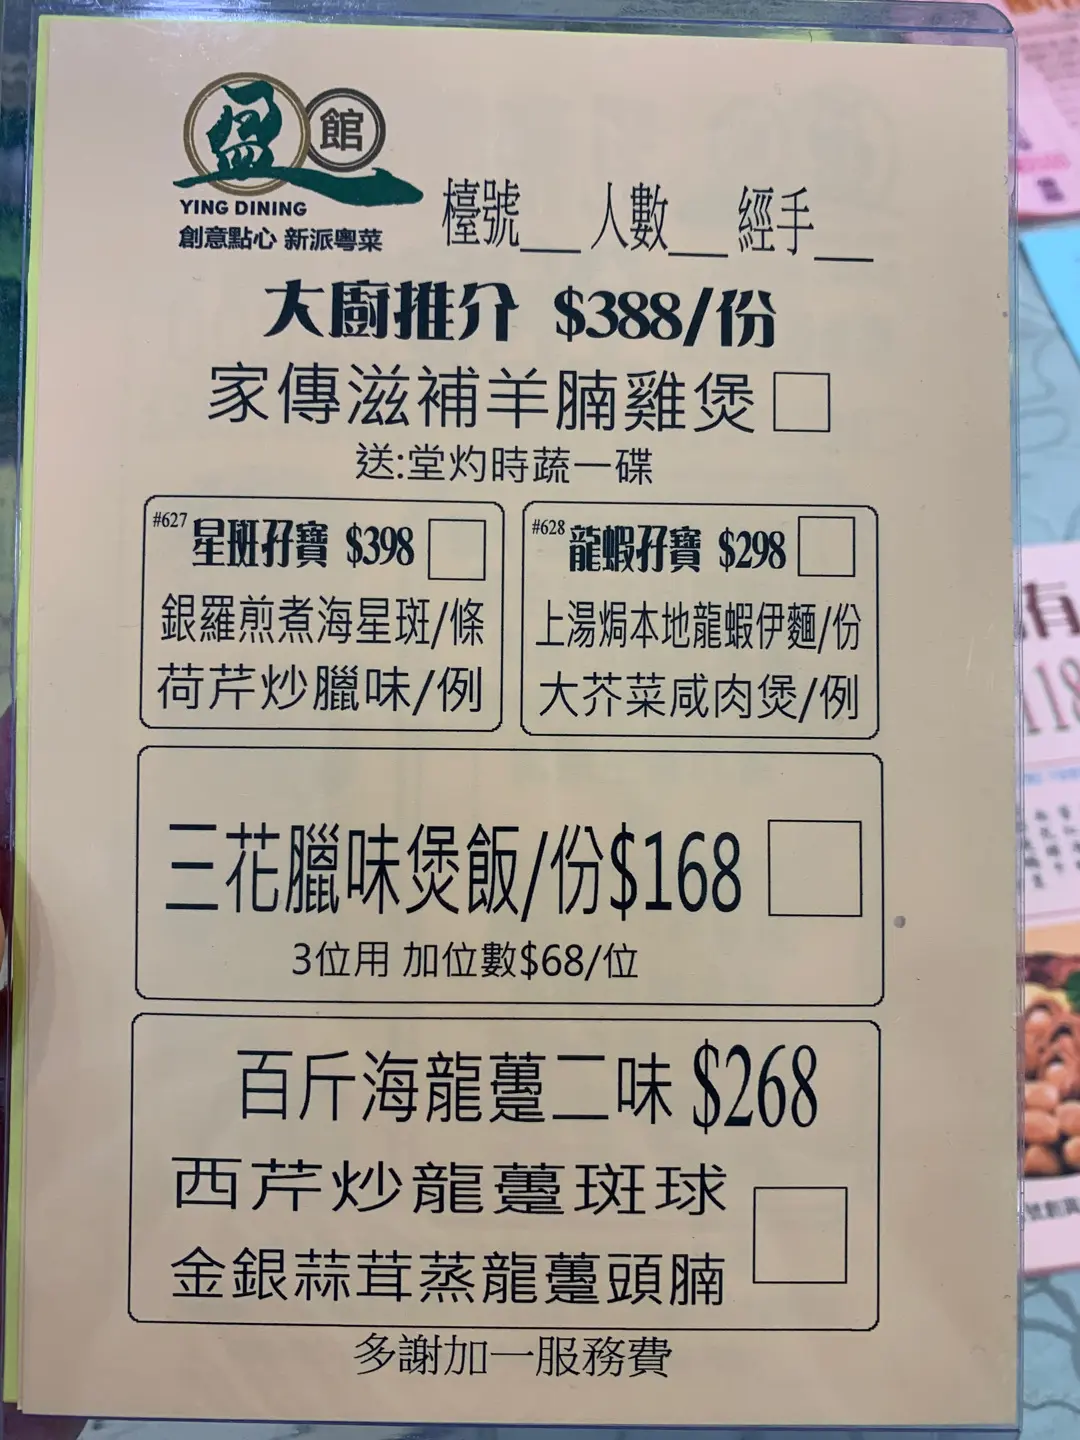 盈館
YING DINING
創意點心 新派粵菜
檯號___ 人數___ 經手___
大廚推介 $388/份
家傳滋補羊腩雞煲
送:堂灼時蔬一碟
#627 星斑孖寶 $398
銀羅煎煮海星斑/條
荷芹炒臘味/例
#628 龍蝦孖寶 $298
上湯焗本地龍蝦伊麵/份
大芥菜咸肉煲/例
三花臘味煲飯/份$168
3位用 加位數$68/位
百斤海龍躉二味 $268
西芹炒龍躉斑球
金銀蒜茸蒸龍躉頭腩
多謝加一服務費
有
118